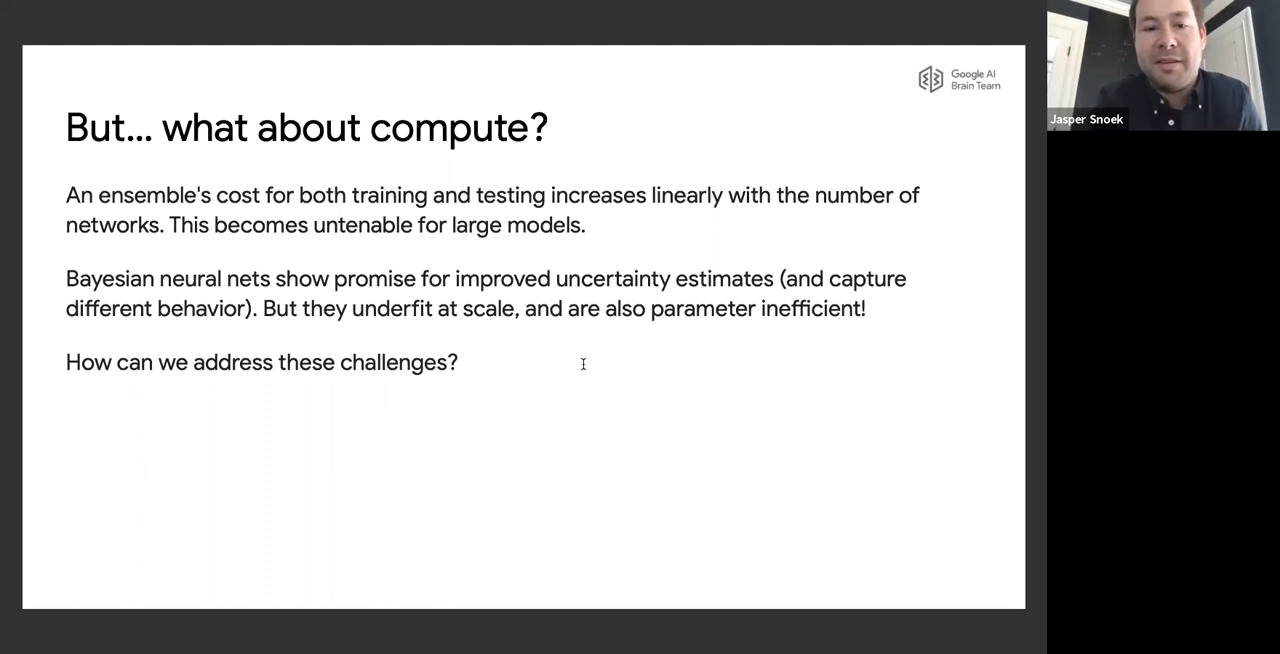 Google AI
Brain Team
But... what about compute?
An ensemble's cost for both training and testing increases linearly with the number of
networks. This becomes untenable for large models.
Bayesian neural nets show promise for improved uncertainty estimates (and capture
different behavior). But they underfit at scale, and are also parameter inefficient!
How can we address these challenges?
Jasper Snoek